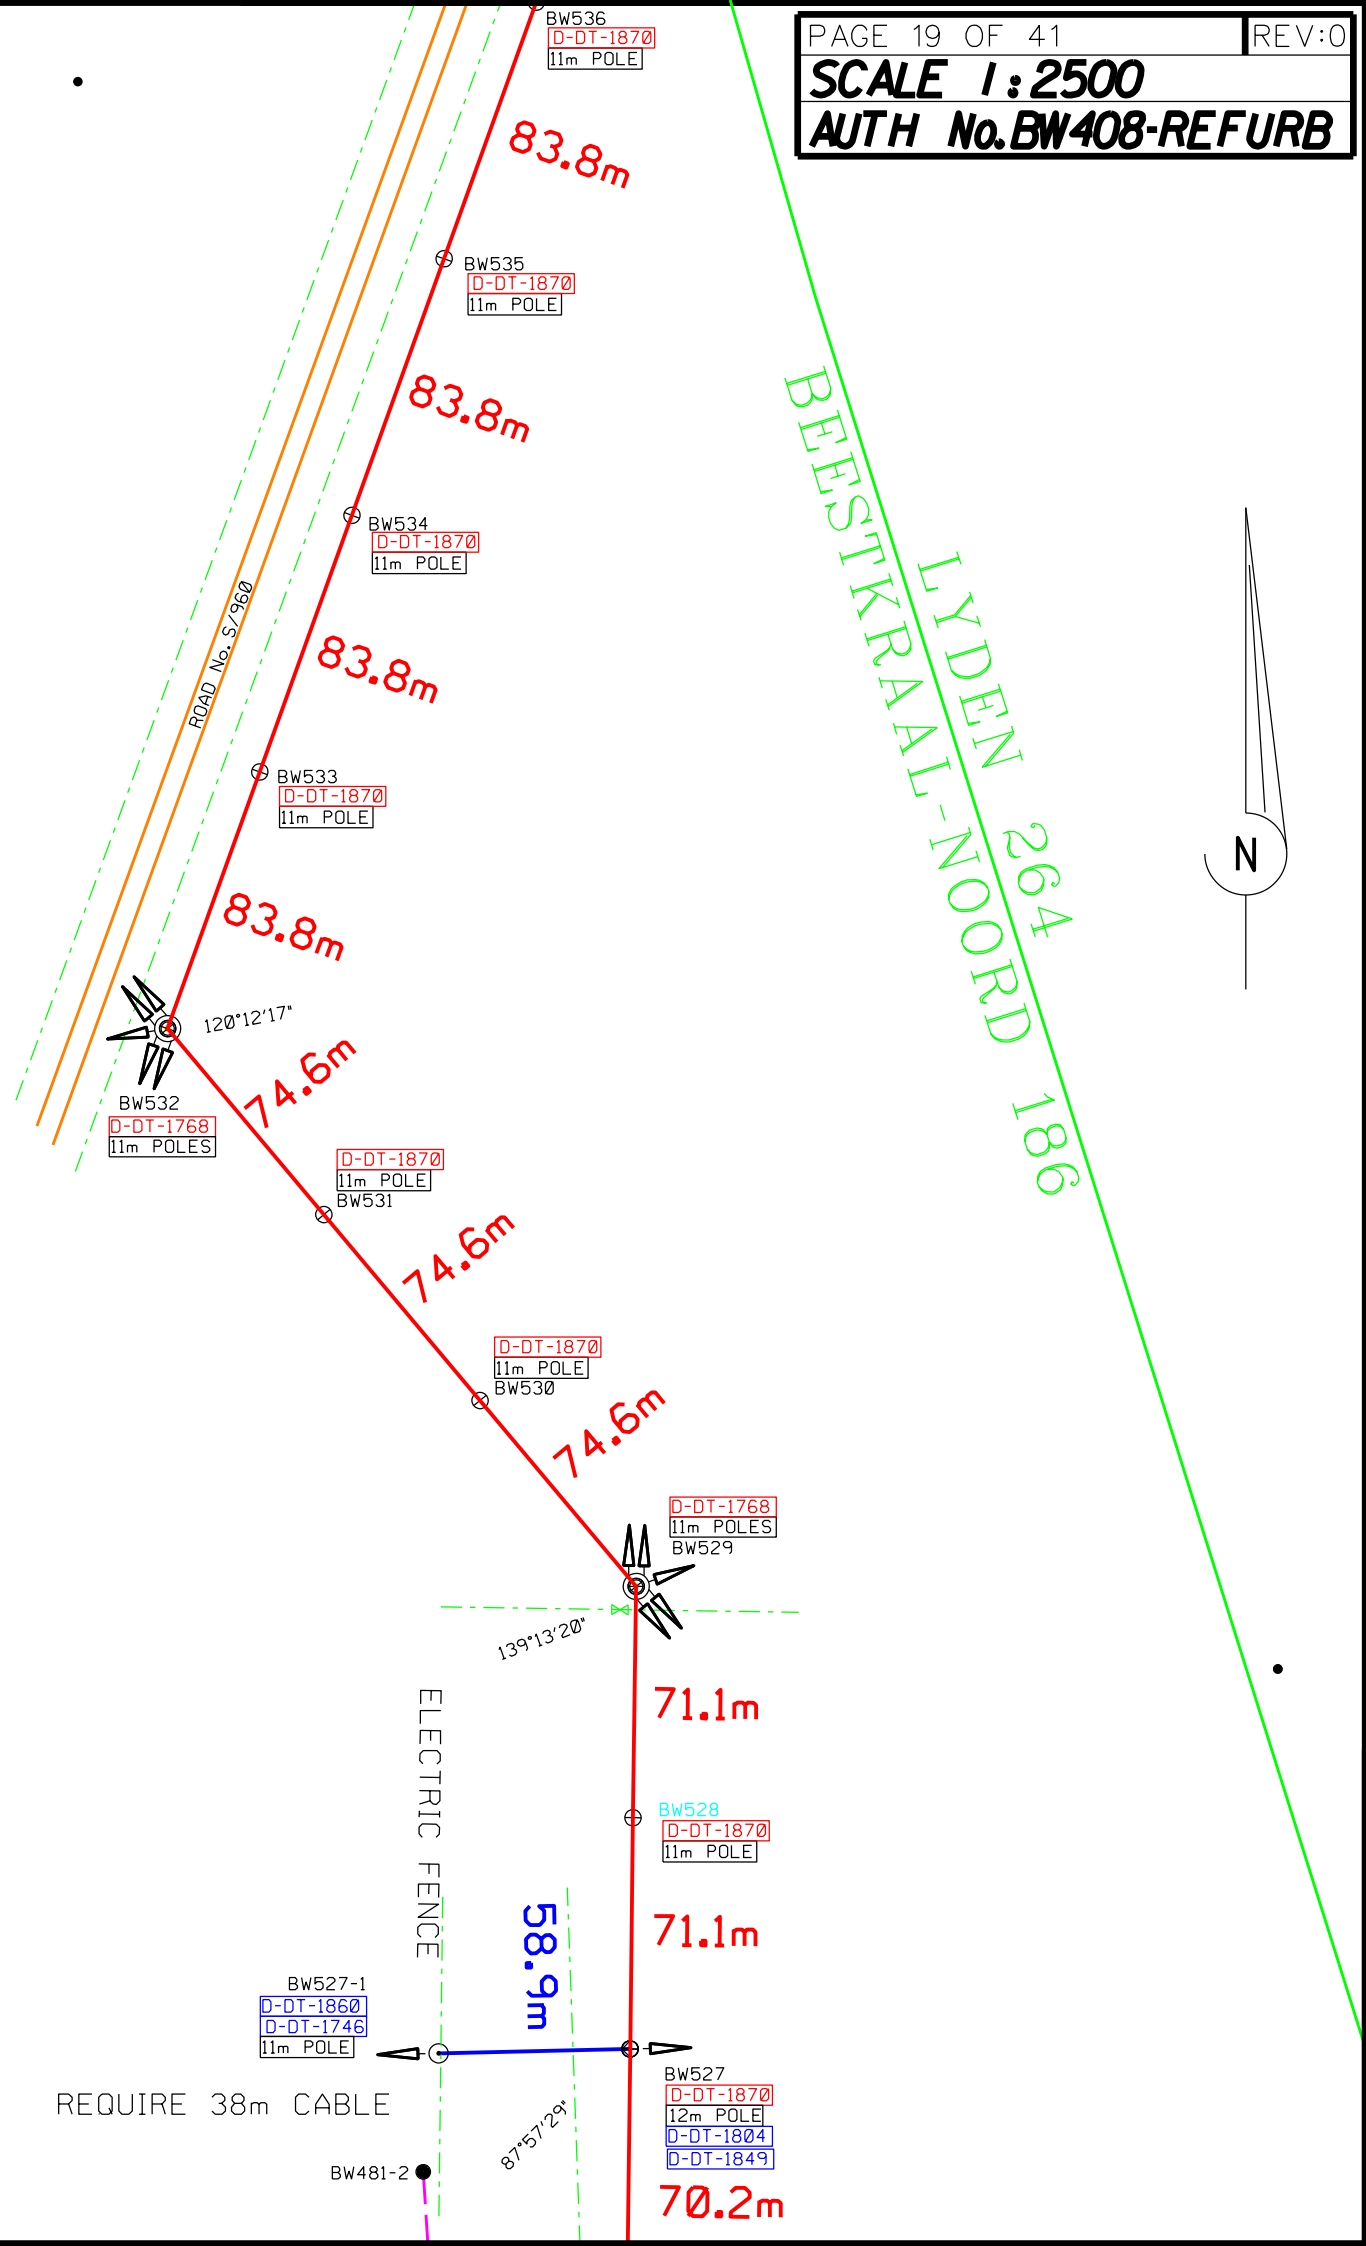 PAGE 19 OF 41 REV:0
SCALE 1:2500
AUTH No.BW408-REFURB
BW536
D-DT-1870
11m POLE
83.8m
BW535
D-DT-1870
11m POLE
83.8m
BW534
D-DT-1870
11m POLE
ROAD No. S/960
83.8m
BW533
D-DT-1870
11m POLE
83.8m
LYDEN 264
BEESTKRAAL-NOORD 186
N
120°12'17"
BW532
D-DT-1768
11m POLES
74.6m
D-DT-1870
11m POLE
BW531
74.6m
D-DT-1870
11m POLE
BW530
74.6m
D-DT-1768
11m POLES
BW529
139°13'20"
71.1m
ELECTRIC FENCE
BW528
D-DT-1870
11m POLE
71.1m
58.9m
BW527-1
D-DT-1860
D-DT-1746
11m POLE
BW527
D-DT-1870
12m POLE
D-DT-1804
D-DT-1849
REQUIRE 38m CABLE
87°57'29"
BW481-2
70.2m